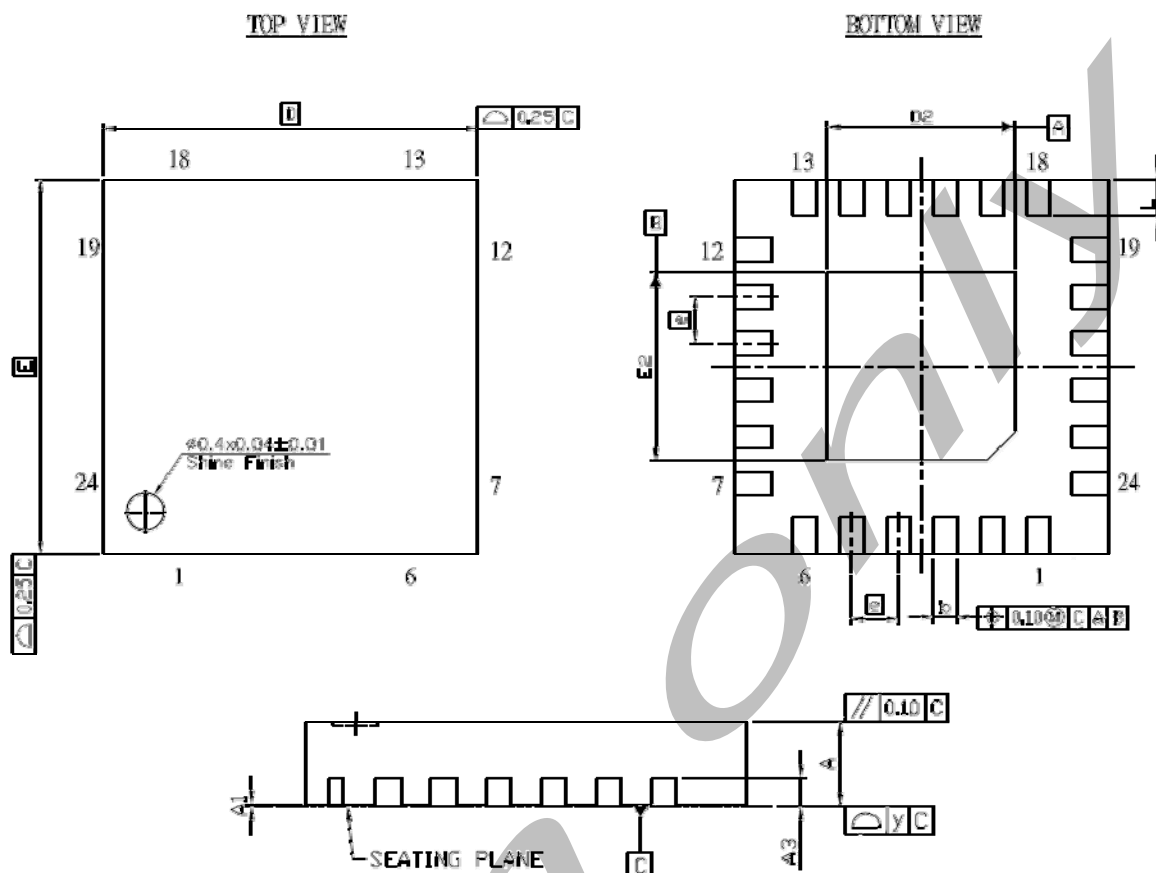 TOP VIEW
BOTTOM VIEW
D
0.25 C
D2
A
18
13
13
18
L
B
19
12
12
19
e
E
E2
⌀0.4x0.04±0.01
Shine Finish
24
7
7
24
1
6
6
1
0.25 C
e
b
0.10 Ⓜ C A B
// 0.10 C
A
A1
A3
y C
SEATING PLANE
C
only